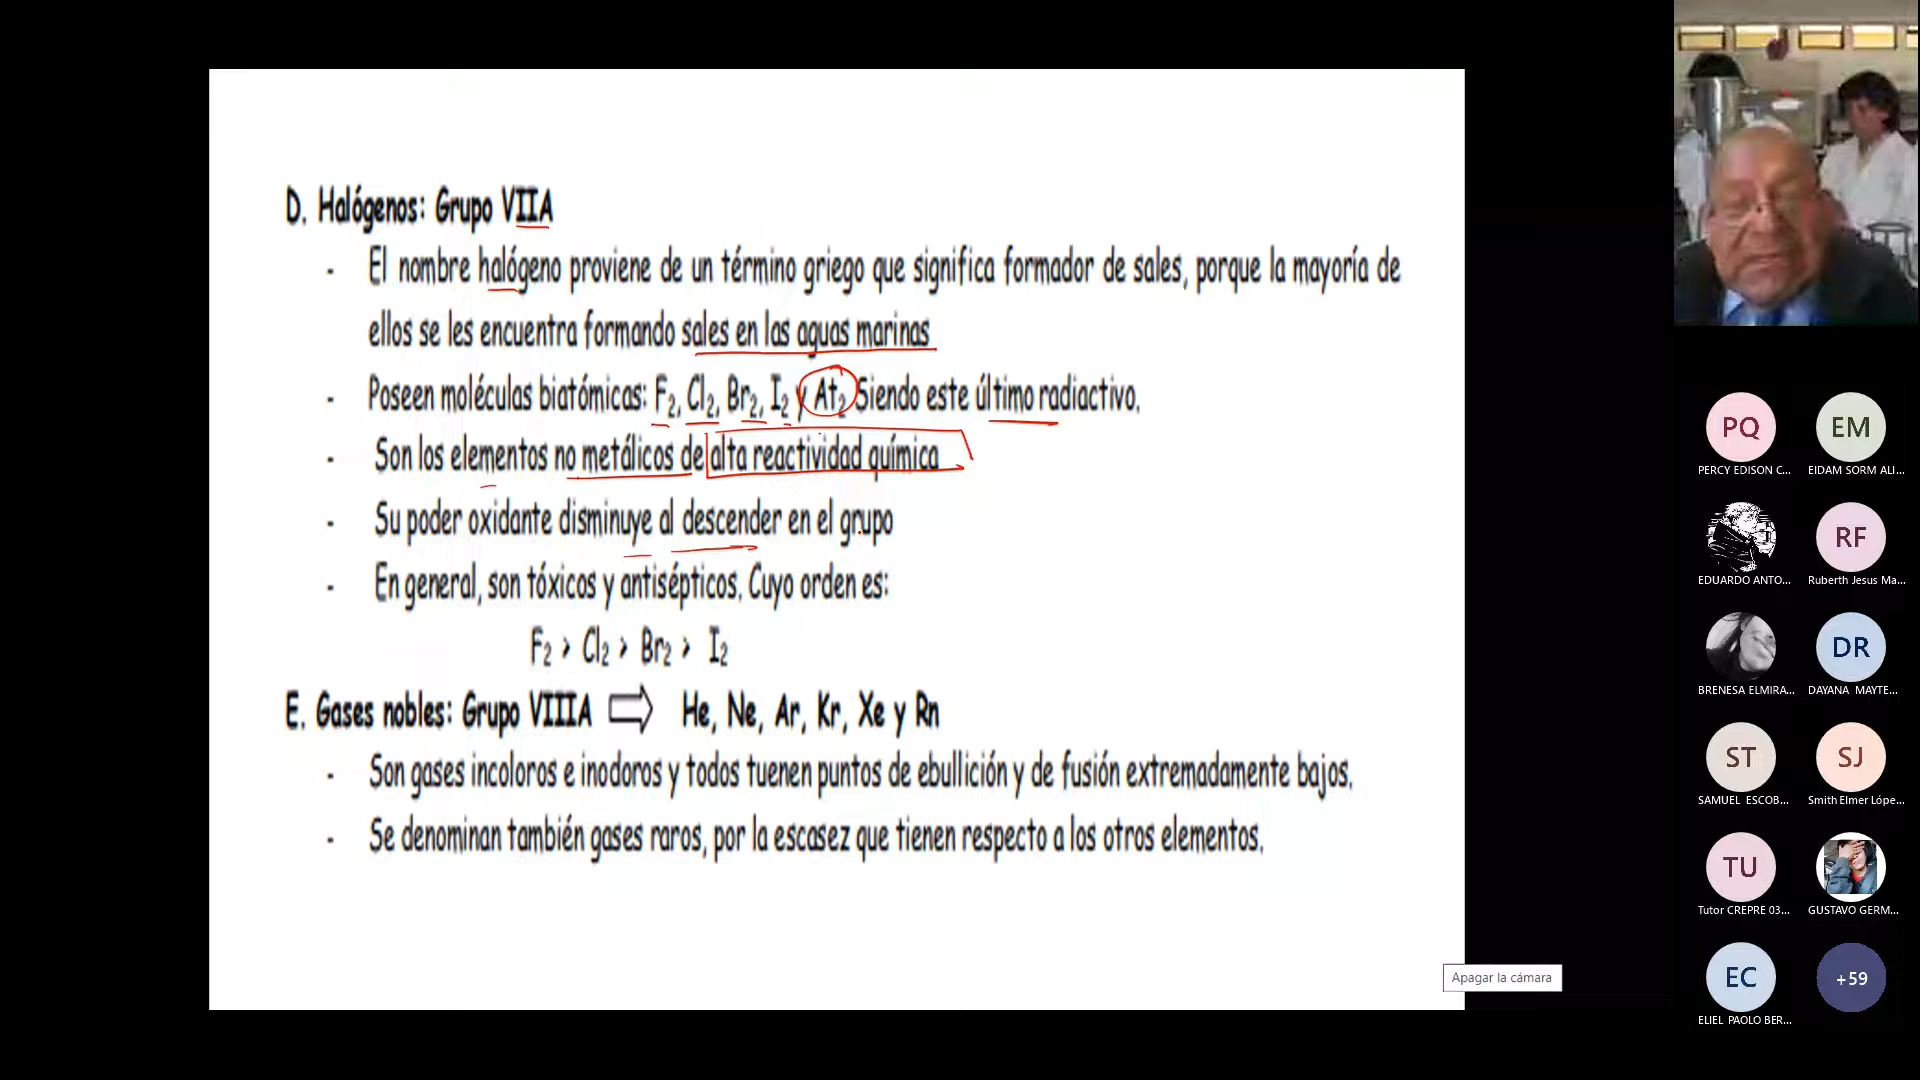 D. Halógenos: Grupo VIIA
- El nombre halógeno proviene de un término griego que significa formador de sales, porque la mayoría de
ellos se les encuentra formando sales en las aguas marinas
- Poseen moléculas biatómicas: F₂, Cl₂, Br₂, I₂ y At₂ Siendo este último radiactivo.
- Son los elementos no metálicos de alta reactividad química
- Su poder oxidante disminuye al descender en el grupo
- En general, son tóxicos y antisépticos. Cuyo orden es:
F₂ > Cl₂ > Br₂ > I₂
E. Gases nobles: Grupo VIIIA ⇒ He, Ne, Ar, Kr, Xe y Rn
- Son gases incoloros e inodoros y todos tuenen puntos de ebullición y de fusión extremadamente bajos.
- Se denominan también gases raros, por la escasez que tienen respecto a los otros elementos.
Apagar la cámara
PQ
PERCY EDISON C...
EM
EIDAM SORM ALI...
EDUARDO ANTO...
RF
Ruberth Jesus Ma...
BRENESA ELMIRA...
DR
DAYANA MAYTE...
ST
SAMUEL ESCOB...
SJ
Smith Elmer Lópe...
TU
Tutor CREPRE 03...
GUSTAVO GERM...
EC
ELIEL PAOLO BER...
+59